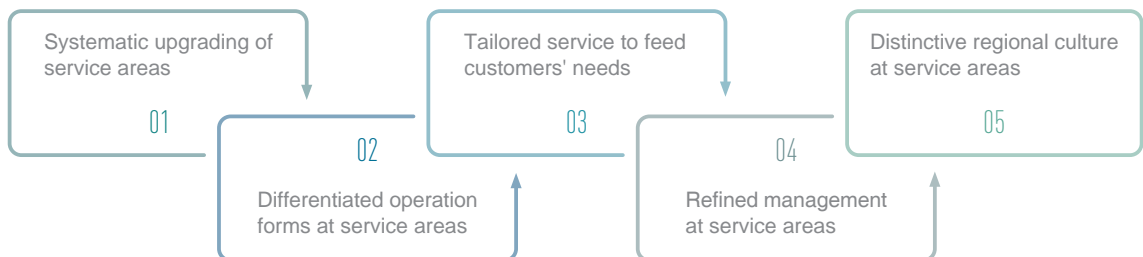 Systematic upgrading of
service areas
01
02
Differentiated operation
forms at service areas
Tailored service to feed
customers' needs
03
04
Refined management
at service areas
Distinctive regional culture
at service areas
05